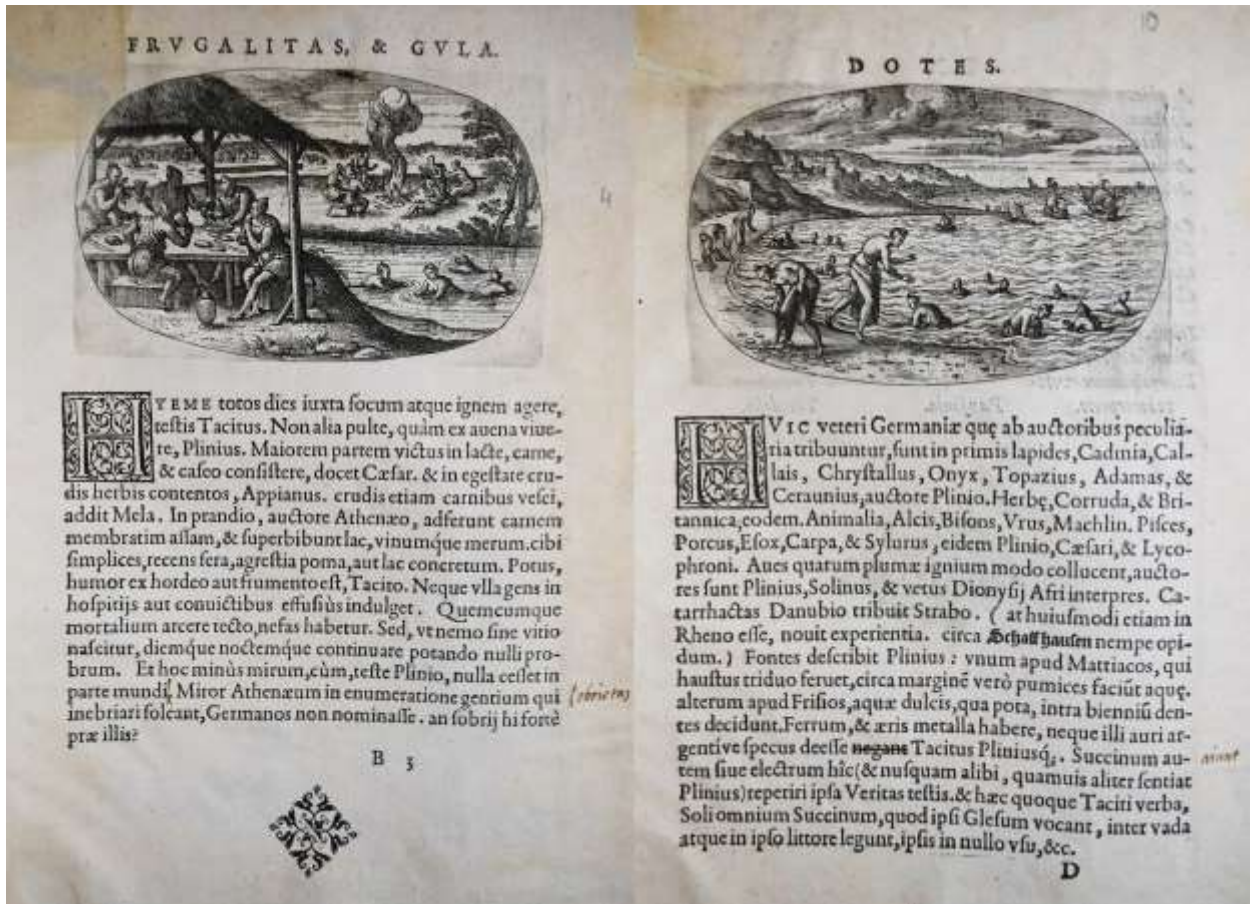 FRVGALITAS, & GVLA.
4
HYEME totos dies iuxta focum atque ignem agere,
testis Tacitus. Non alia pulte, quàm ex auena viue-
re, Plinius. Maiorem partem victus in lacte, carne,
& caseo consistere, docet Cæsar. & in egestate cru-
dis herbis contentos, Appianus. crudis etiam carnibus vesci,
addit Mela. In prandio, auctore Athenæo, adferunt carnem
membratim assam, & superbibunt lac, vinumque merum. cibi
simplices, recens fera, agrestia poma, aut lac concretum. Potus,
humor ex hordeo aut frumento est, Tacito. Neque vlla gens in
hospitijs aut conuictibus effusiùs indulget. Quemcumque
mortalium arcere tecto, nefas habetur. Sed, vt nemo sine vitio
nascitur, diemque noctemque continuare potando nulli pro-
brum. Et hoc minùs mirum, cùm, teste Plinio, nulla cesset in
parte mundi. Miror Athenæum in enumeratione gentium qui
ebrietas
inebriari soleant, Germanos non nominasse. an sobrij hi fortè
præ illis?
B 3
10
DOTES.
HVIC veteri Germaniæ quę ab auctoribus peculia-
ria tribuuntur, sunt in primis lapides, Cadmia, Cal-
lais, Chrystallus, Onyx, Topazius, Adamas, &
Ceraunius, auctore Plinio. Herbę, Corruda, & Bri-
tannica, eodem. Animalia, Alcis, Bisons, Vrus, Machlin. Pisces,
Porcus, Esox, Carpa, & Sylurus, eidem Plinio, Cæsari, & Lyco-
phroni. Aues quarum plumæ ignium modo collucent, aucto-
res sunt Plinius, Solinus, & vetus Dionysij Afri interpres. Ca-
tarrhactas Danubio tribuit Strabo. ( at huiusmodi etiam in
Rheno esse, nouit experientia. circa Schaffhausen nempe opi-
dum. ) Fontes describit Plinius: vnum apud Mattiacos, qui
haustus triduo feruet, circa marginẽ verò pumices faciũt aquę.
alterum apud Frisios, aquæ dulcis, qua pota, intra bienniũ den-
tes decidunt. Ferrum, & æris metalla habere, neque illi auri ar-
gentive specus deesse negant Tacitus Pliniusq́;. Succinum au-
aiunt
tem siue electrum hîc (& nusquam alibi, quamuis aliter sentiat
Plinius) reperiri ipsa Veritas testis. & hæc quoque Taciti verba,
Soli omnium Succinum, quod ipsi Glesum vocant, inter vada
atque in ipso littore legunt, ipsis in nullo vsu, &c.
D